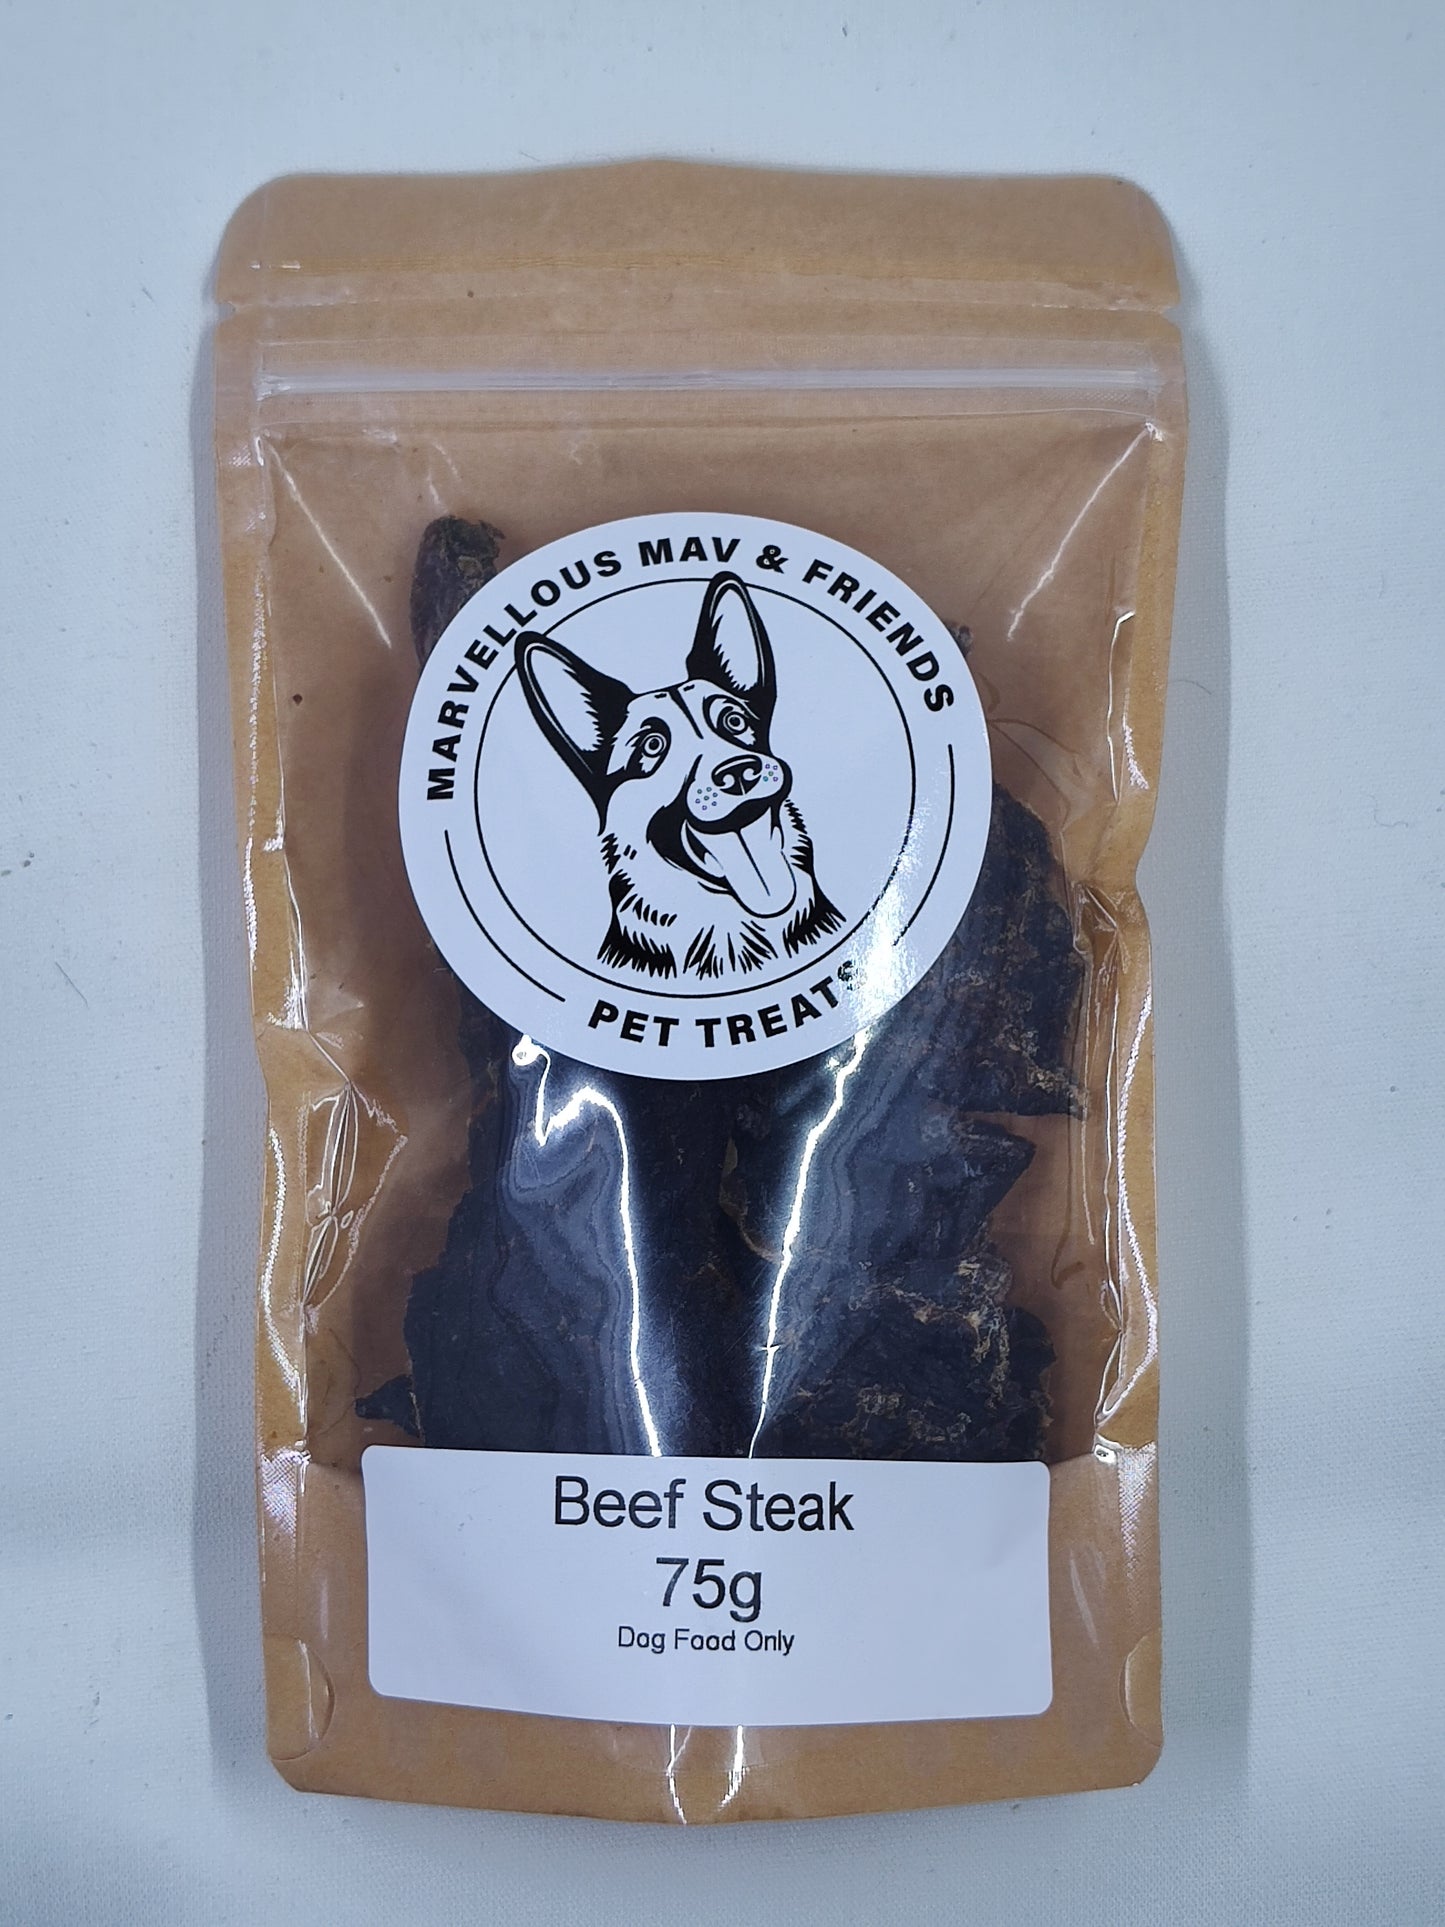 MARVELLOUS MAV & FRIENDS
PET TREATS
Beef Steak
75g
Dog Food Only